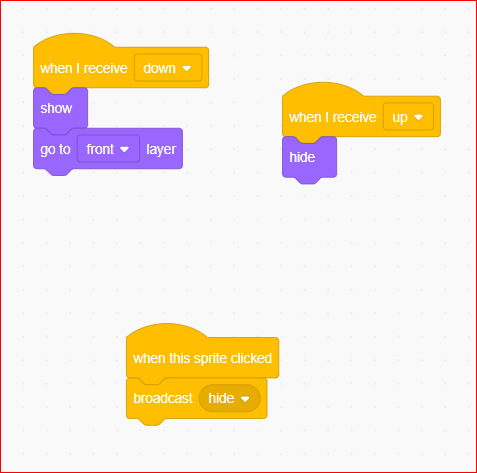 when I receive down
show
go to front layer
when I receive up
hide
when this sprite clicked
broadcast hide